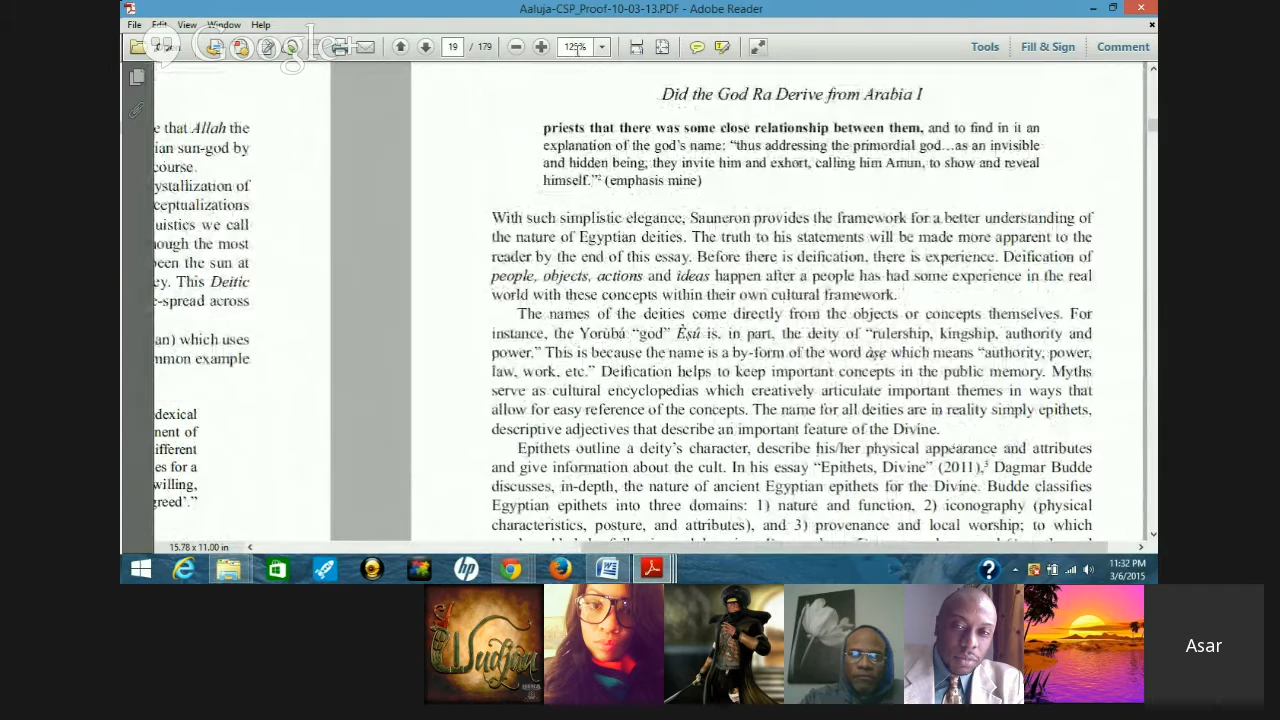 Aaluja-CSP_Proof-10-03-13.PDF - Adobe Reader
File Edit View Window Help
Google+
19 / 179
125%
Tools Fill & Sign Comment
e that Allah the
ian sun-god by
course.
ystallization of
ceptualizations
uistics we call
ough the most
een the sun at
ey. This Deitic
e-spread across
an) which uses
mmon example
dexical
nent of
ifferent
es for a
willing,
greed'."
Did the God Ra Derive from Arabia I
priests that there was some close relationship between them, and to find in it an
explanation of the god's name: "thus addressing the primordial god…as an invisible
and hidden being, they invite him and exhort, calling him Amun, to show and reveal
himself."² (emphasis mine)
With such simplistic elegance, Sauneron provides the framework for a better understanding of
the nature of Egyptian deities. The truth to his statements will be made more apparent to the
reader by the end of this essay. Before there is deification, there is experience. Deification of
people, objects, actions and ideas happen after a people has had some experience in the real
world with these concepts within their own cultural framework.
The names of the deities come directly from the objects or concepts themselves. For
instance, the Yorùbá "god" Èṣú is, in part, the deity of "rulership, kingship, authority and
power." This is because the name is a by-form of the word àṣẹ which means "authority, power,
law, work, etc." Deification helps to keep important concepts in the public memory. Myths
serve as cultural encyclopedias which creatively articulate important themes in ways that
allow for easy reference of the concepts. The name for all deities are in reality simply epithets,
descriptive adjectives that describe an important feature of the Divine.
Epithets outline a deity's character, describe his/her physical appearance and attributes
and give information about the cult. In his essay "Epithets, Divine" (2011),³ Dagmar Budde
discusses, in-depth, the nature of ancient Egyptian epithets for the Divine. Budde classifies
Egyptian epithets into three domains: 1) nature and function, 2) iconography (physical
characteristics, posture, and attributes), and 3) provenance and local worship; to which
15.78 x 11.00 in
hp
11:32 PM
3/6/2015
el
Wudjau
Asar